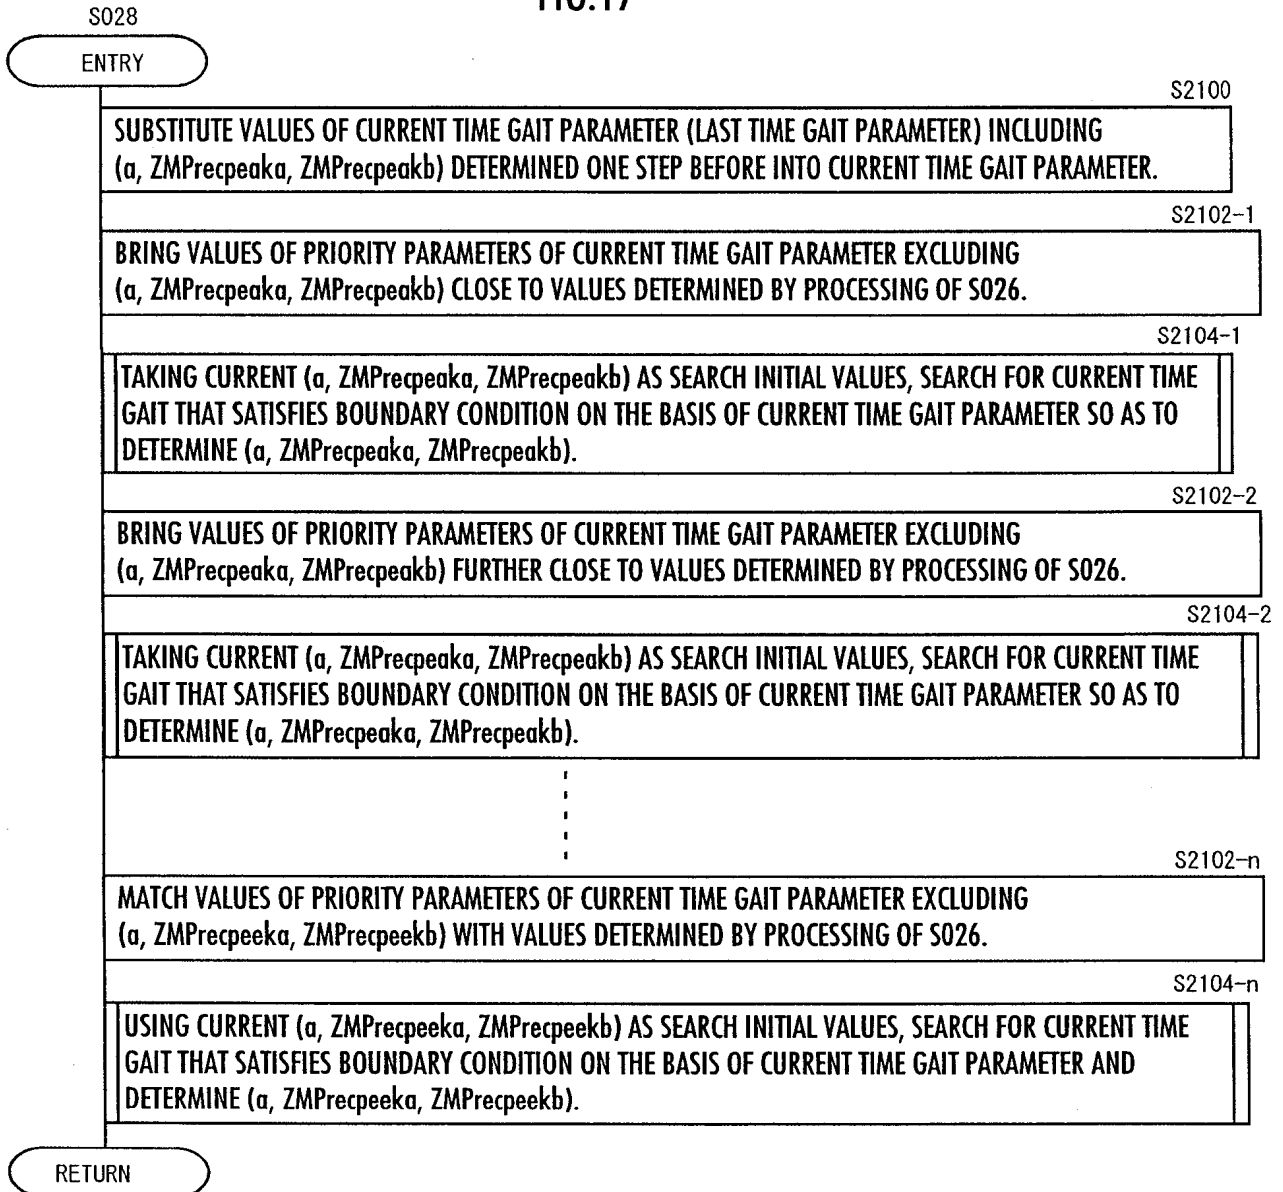 FIG.17
S028
ENTRY
S2100
SUBSTITUTE VALUES OF CURRENT TIME GAIT PARAMETER (LAST TIME GAIT PARAMETER) INCLUDING
(a, ZMPrecpeaka, ZMPrecpeakb) DETERMINED ONE STEP BEFORE INTO CURRENT TIME GAIT PARAMETER.
S2102-1
BRING VALUES OF PRIORITY PARAMETERS OF CURRENT TIME GAIT PARAMETER EXCLUDING
(a, ZMPrecpeaka, ZMPrecpeakb) CLOSE TO VALUES DETERMINED BY PROCESSING OF S026.
S2104-1
TAKING CURRENT (a, ZMPrecpeaka, ZMPrecpeakb) AS SEARCH INITIAL VALUES, SEARCH FOR CURRENT TIME
GAIT THAT SATISFIES BOUNDARY CONDITION ON THE BASIS OF CURRENT TIME GAIT PARAMETER SO AS TO
DETERMINE (a, ZMPrecpeaka, ZMPrecpeakb).
S2102-2
BRING VALUES OF PRIORITY PARAMETERS OF CURRENT TIME GAIT PARAMETER EXCLUDING
(a, ZMPrecpeaka, ZMPrecpeakb) FURTHER CLOSE TO VALUES DETERMINED BY PROCESSING OF S026.
S2104-2
TAKING CURRENT (a, ZMPrecpeaka, ZMPrecpeakb) AS SEARCH INITIAL VALUES, SEARCH FOR CURRENT TIME
GAIT THAT SATISFIES BOUNDARY CONDITION ON THE BASIS OF CURRENT TIME GAIT PARAMETER SO AS TO
DETERMINE (a, ZMPrecpeaka, ZMPrecpeakb).
S2102-n
MATCH VALUES OF PRIORITY PARAMETERS OF CURRENT TIME GAIT PARAMETER EXCLUDING
(a, ZMPrecpeeka, ZMPrecpeekb) WITH VALUES DETERMINED BY PROCESSING OF S026.
S2104-n
USING CURRENT (a, ZMPrecpeeka, ZMPrecpeekb) AS SEARCH INITIAL VALUES, SEARCH FOR CURRENT TIME
GAIT THAT SATISFIES BOUNDARY CONDITION ON THE BASIS OF CURRENT TIME GAIT PARAMETER AND
DETERMINE (a, ZMPrecpeeka, ZMPrecpeekb).
RETURN